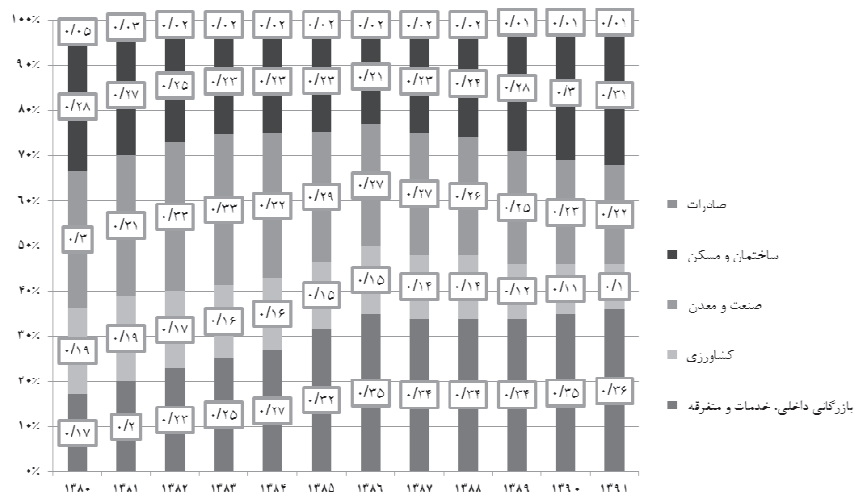 ۱۰۰٪
۹۰٪
۸۰٪
۷۰٪
۶۰٪
۵۰٪
۴۰٪
۳۰٪
۲۰٪
۱۰٪
۰٪
۰/۰۵ ۰/۰۳ ۰/۰۲ ۰/۰۲ ۰/۰۲ ۰/۰۲ ۰/۰۲ ۰/۰۲ ۰/۰۲ ۰/۰۱ ۰/۰۱ ۰/۰۱
۰/۲۸ ۰/۲۷ ۰/۲۵ ۰/۲۳ ۰/۲۳ ۰/۲۳ ۰/۲۱ ۰/۲۳ ۰/۲۴ ۰/۲۸ ۰/۳ ۰/۳۱
۰/۳ ۰/۳۱ ۰/۳۳ ۰/۳۳ ۰/۳۲ ۰/۲۹ ۰/۲۷ ۰/۲۷ ۰/۲۶ ۰/۲۵ ۰/۲۳ ۰/۲۲
۰/۱۹ ۰/۱۹ ۰/۱۷ ۰/۱۶ ۰/۱۶ ۰/۱۵ ۰/۱۵ ۰/۱۴ ۰/۱۴ ۰/۱۲ ۰/۱۱ ۰/۱
۰/۱۷ ۰/۲ ۰/۲۳ ۰/۲۵ ۰/۲۷ ۰/۳۲ ۰/۳۵ ۰/۳۴ ۰/۳۴ ۰/۳۴ ۰/۳۵ ۰/۳۶
۱۳۸۰ ۱۳۸۱ ۱۳۸۲ ۱۳۸۳ ۱۳۸۴ ۱۳۸۵ ۱۳۸۶ ۱۳۸۷ ۱۳۸۸ ۱۳۸۹ ۱۳۹۰ ۱۳۹۱
صادرات
ساختمان و مسکن
صنعت و معدن
کشاورزی
بازرگانی داخلی، خدمات و متفرقه